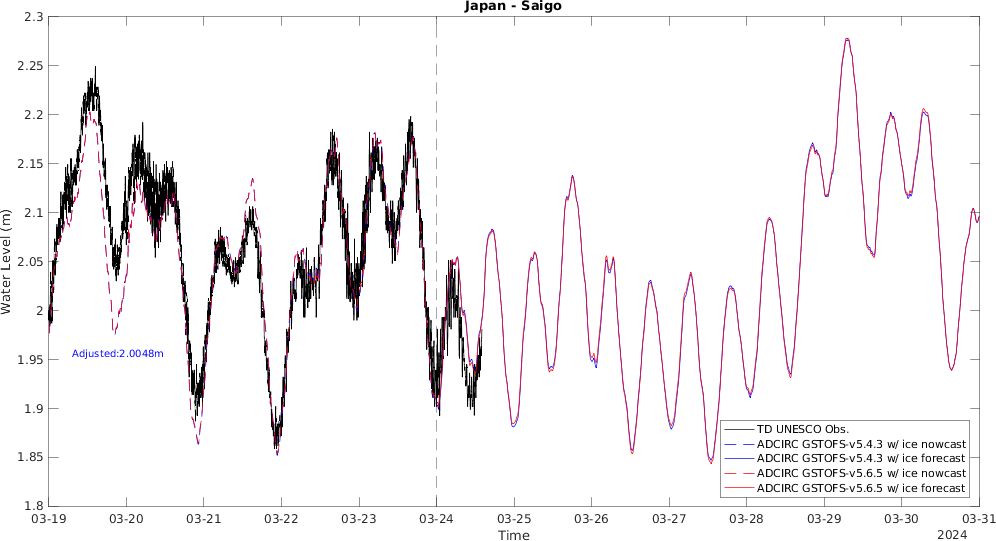 Japan - Saigo
2.3
2.25
2.2
2.15
2.1
2.05
2
1.95
1.9
1.85
1.8
Water Level (m)
Adjusted:2.0048m
TD UNESCO Obs.
ADCIRC GSTOFS-v5.4.3 w/ ice nowcast
ADCIRC GSTOFS-v5.4.3 w/ ice forecast
ADCIRC GSTOFS-v5.6.5 w/ ice nowcast
ADCIRC GSTOFS-v5.6.5 w/ ice forecast
03-19 03-20 03-21 03-22 03-23 03-24 03-25 03-26 03-27 03-28 03-29 03-30 03-31
Time
2024